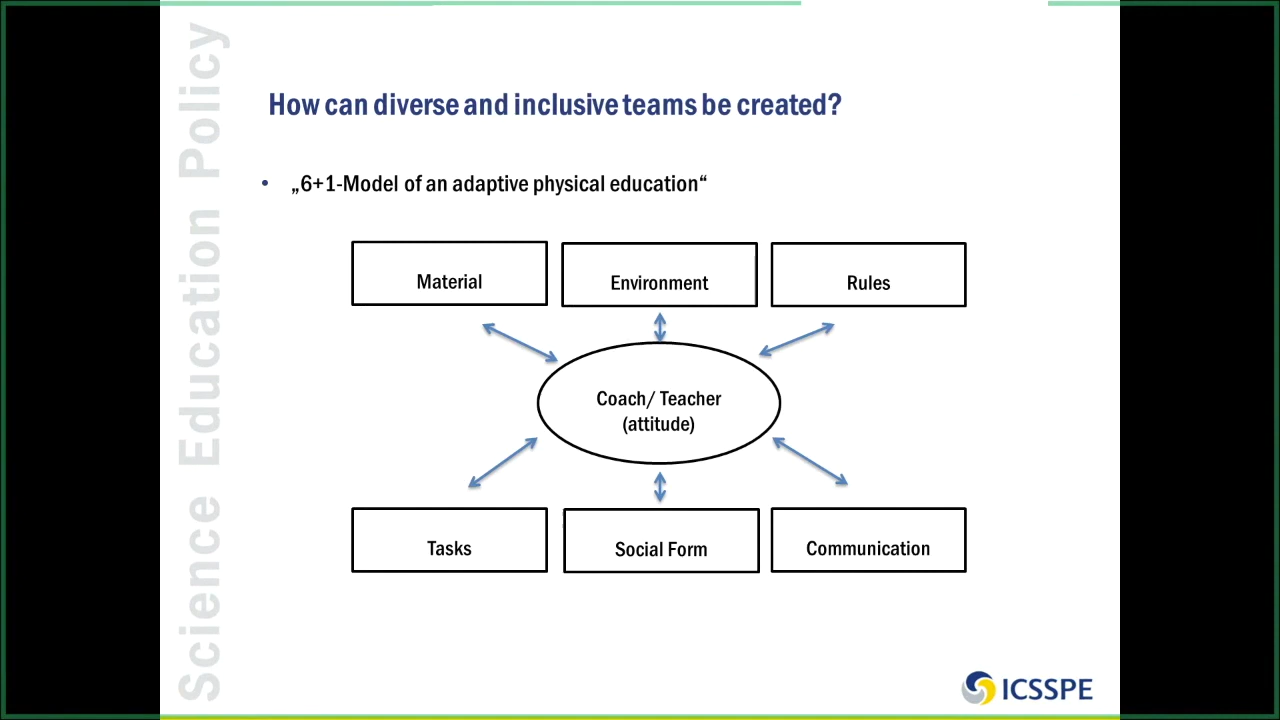 Science Education Policy
How can diverse and inclusive teams be created?
• „6+1-Model of an adaptive physical education“
Material
Environment
Rules
Coach/ Teacher
(attitude)
Tasks
Social Form
Communication
ICSSPE